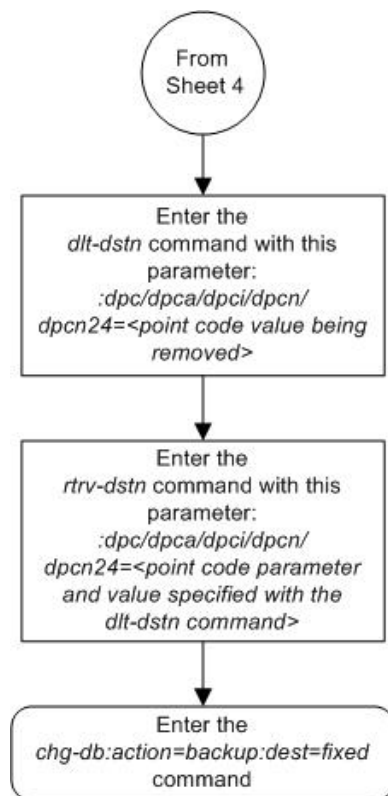 From
Sheet 4
Enter the
dlt-dstn command with this
parameter:
:dpc/dpca/dpci/dpcn/
dpcn24=<point code value being
removed>
Enter the
rtrv-dstn command with this
parameter:
:dpc/dpca/dpci/dpcn/
dpcn24=<point code parameter
and value specified with the
dlt-dstn command>
Enter the
chg-db:action=backup:dest=fixed
command